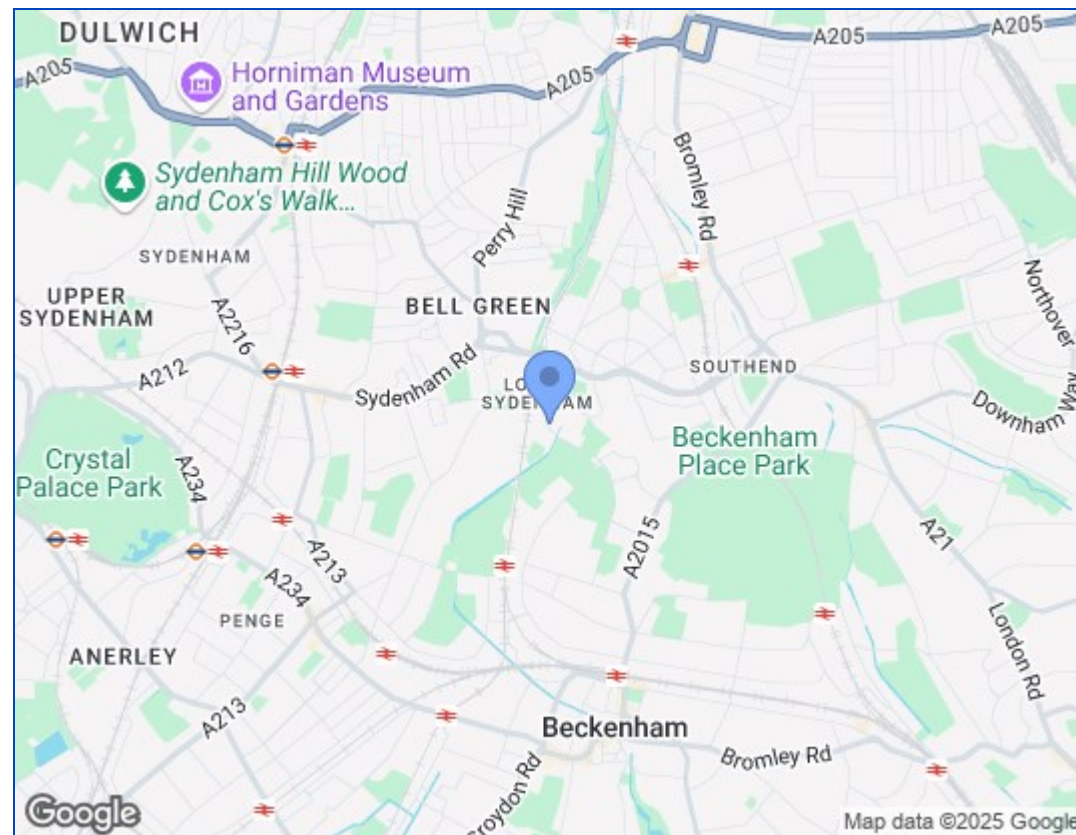 DULWICH
A205
A205
A205
A205
Horniman Museum
and Gardens
Sydenham Hill Wood
and Cox's Walk...
Bromley Rd
Perry Hill
SYDENHAM
UPPER
SYDENHAM
A2216
BELL GREEN
Northover
A212
Sydenham Rd
SOUTHEND
SYDENHAM
Downham Way
Crystal
Palace Park
A234
Beckenham
Place Park
A21
A213
A2015
A234
PENGE
London Rd
ANERLEY
A213
Beckenham
Bromley Rd
Croydon Rd
Google
Map data ©2025 Google